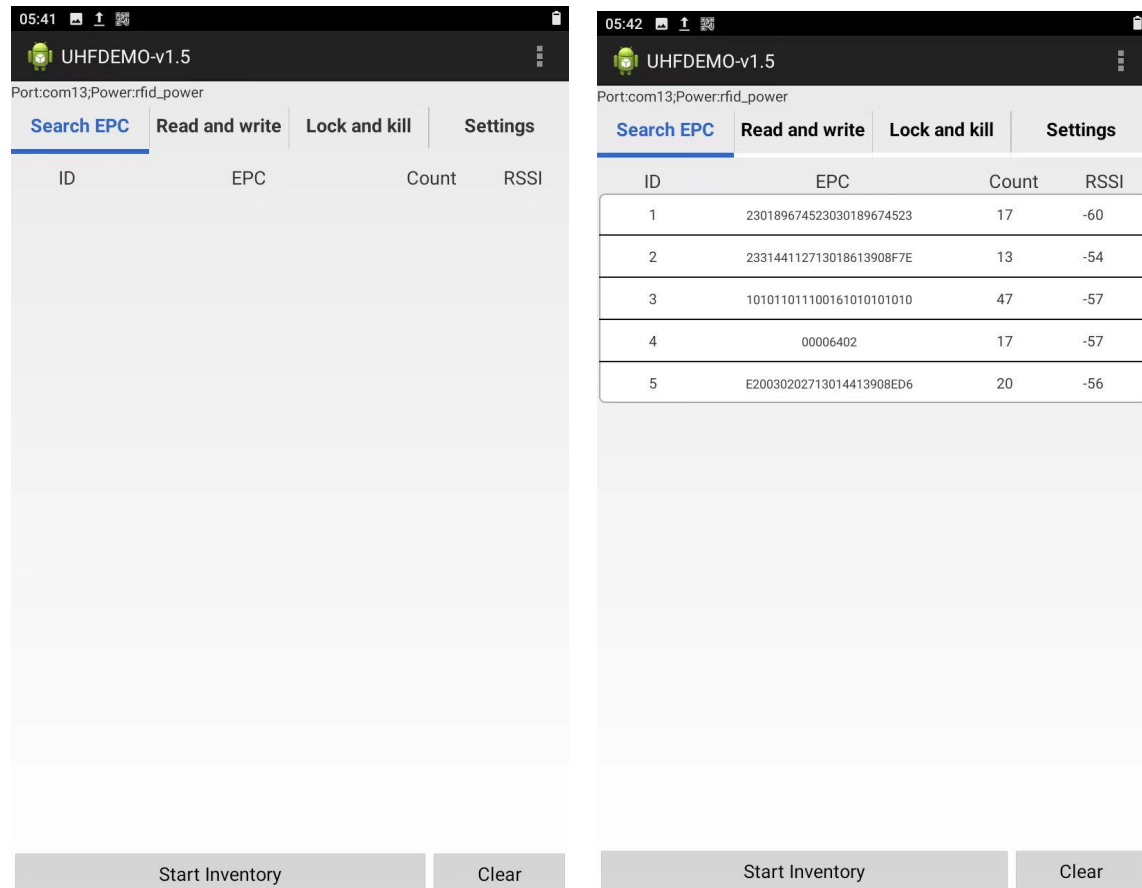 05:41
UHFDEMO-v1.5
Port:com13;Power:rfid_power
Search EPC Read and write Lock and kill Settings
ID EPC Count RSSI
Start Inventory Clear
05:42
UHFDEMO-v1.5
Port:com13;Power:rfid_power
Search EPC Read and write Lock and kill Settings
ID EPC Count RSSI
1 230189674523030189674523 17 -60
2 233144112713018613908F7E 13 -54
3 101011011100161010101010 47 -57
4 00006402 17 -57
5 E20030202713014413908ED6 20 -56
Start Inventory Clear